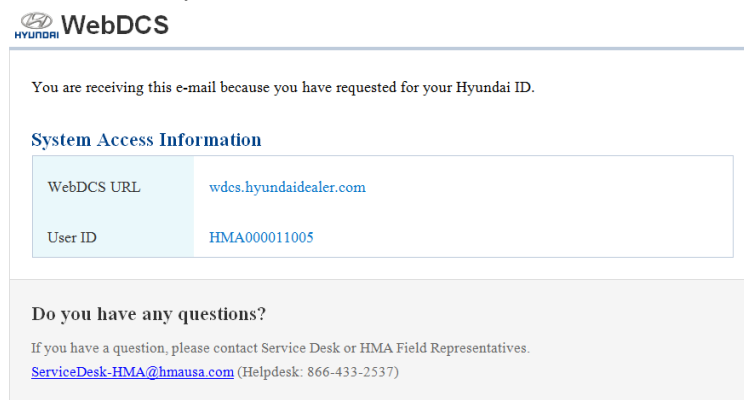 HYUNDAI WebDCS
You are receiving this e-mail because you have requested for your Hyundai ID.
System Access Information
WebDCS URL wdcs.hyundaidealer.com
User ID HMA000011005
Do you have any questions?
If you have a question, please contact Service Desk or HMA Field Representatives.
ServiceDesk-HMA@hmausa.com (Helpdesk: 866-433-2537)